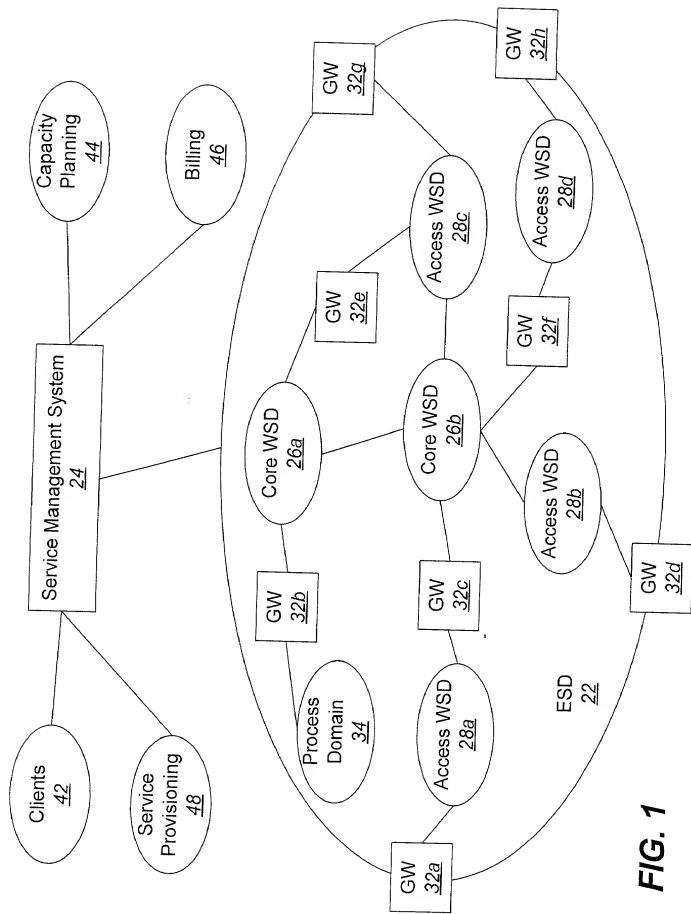 Clients
42
Service
Provisioning
48
Service Management System
24
Capacity
Planning
44
Billing
46
GW
32a
Process
Domain
34
GW
32b
Core WSD
26a
GW
32e
GW
32g
Access WSD
28a
GW
32c
Core WSD
26b
Access WSD
28c
ESD
22
Access WSD
28b
GW
32f
Access WSD
28d
GW
32h
GW
32d
FIG. 1